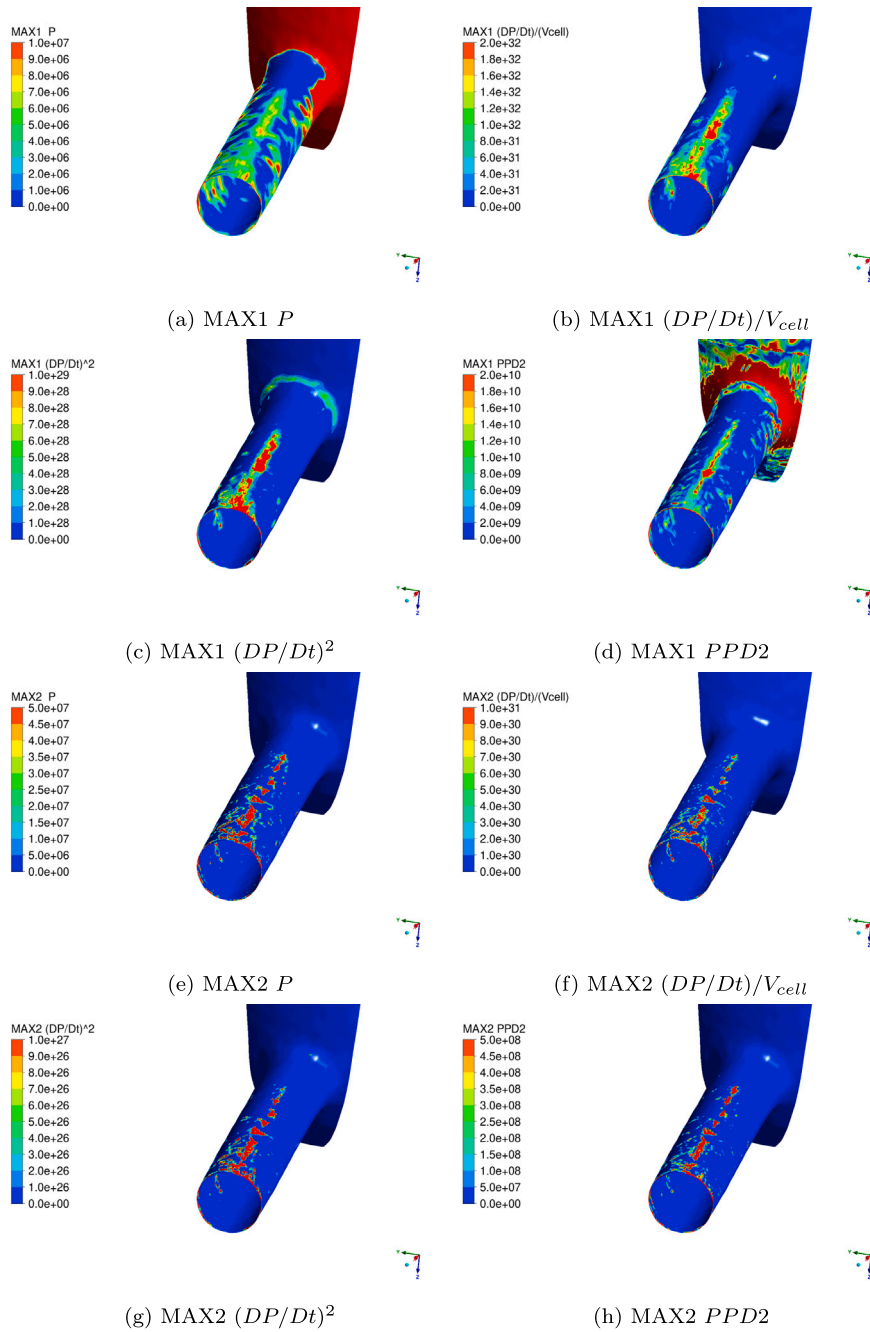 MAX1 P
1.0e+07
9.0e+06
8.0e+06
7.0e+06
6.0e+06
5.0e+06
4.0e+06
3.0e+06
2.0e+06
1.0e+06
0.0e+00
Y
Z
(a) MAX1 P
MAX1 (DP/Dt)/(Vcell)
2.0e+32
1.8e+32
1.6e+32
1.4e+32
1.2e+32
1.0e+32
8.0e+31
6.0e+31
4.0e+31
2.0e+31
0.0e+00
Y
Z
(b) MAX1 (DP/Dt)/Vcell
MAX1 (DP/Dt)^2
1.0e+29
9.0e+28
8.0e+28
7.0e+28
6.0e+28
5.0e+28
4.0e+28
3.0e+28
2.0e+28
1.0e+28
0.0e+00
Y
Z
(c) MAX1 (DP/Dt)2
MAX1 PPD2
2.0e+10
1.8e+10
1.6e+10
1.4e+10
1.2e+10
1.0e+10
8.0e+09
6.0e+09
4.0e+09
2.0e+09
0.0e+00
Y
Z
(d) MAX1 PPD2
MAX2 P
5.0e+07
4.5e+07
4.0e+07
3.5e+07
3.0e+07
2.5e+07
2.0e+07
1.5e+07
1.0e+07
5.0e+06
0.0e+00
Y
Z
(e) MAX2 P
MAX2 (DP/Dt)/(Vcell)
1.0e+31
9.0e+30
8.0e+30
7.0e+30
6.0e+30
5.0e+30
4.0e+30
3.0e+30
2.0e+30
1.0e+30
0.0e+00
Y
Z
(f) MAX2 (DP/Dt)/Vcell
MAX2 (DP/Dt)^2
1.0e+27
9.0e+26
8.0e+26
7.0e+26
6.0e+26
5.0e+26
4.0e+26
3.0e+26
2.0e+26
1.0e+26
0.0e+00
Y
Z
(g) MAX2 (DP/Dt)2
MAX2 PPD2
5.0e+08
4.5e+08
4.0e+08
3.5e+08
3.0e+08
2.5e+08
2.0e+08
1.5e+08
1.0e+08
5.0e+07
0.0e+00
Y
Z
(h) MAX2 PPD2